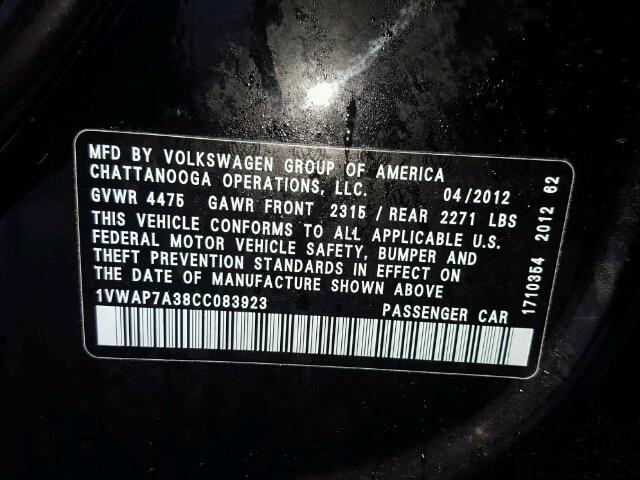 MFD BY VOLKSWAGEN GROUP OF AMERICA
CHATTANOOGA OPERATIONS, LLC. 04/2012
GVWR 4475 GAWR FRONT 2315 / REAR 2271 LBS
THIS VEHICLE CONFORMS TO ALL APPLICABLE U.S.
FEDERAL MOTOR VEHICLE SAFETY, BUMPER AND
THEFT PREVENTION STANDARDS IN EFFECT ON
THE DATE OF MANUFACTURE SHOWN ABOVE
1VWAP7A38CC083923 PASSENGER CAR
1710354 2012 62